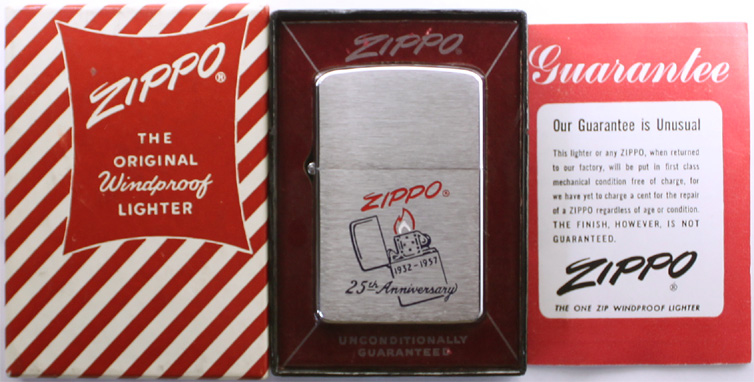 ZIPPO®
THE
ORIGINAL
Windproof
LIGHTER
ZIPPO®
ZIPPO®
1932-1957
25th Anniversary
UNCONDITIONALLY
GUARANTEED
Guarantee
Our Guarantee is Unusual
This lighter or any ZIPPO, when returned
to our factory, will be put in first class
mechanical condition free of charge, for
we have yet to charge a cent for the repair
of a ZIPPO regardless of age or condition.
THE FINISH, HOWEVER, IS NOT
GUARANTEED.
ZIPPO®
THE ONE ZIP WINDPROOF LIGHTER